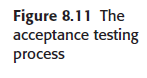 Figure 8.11 The
acceptance testing
process